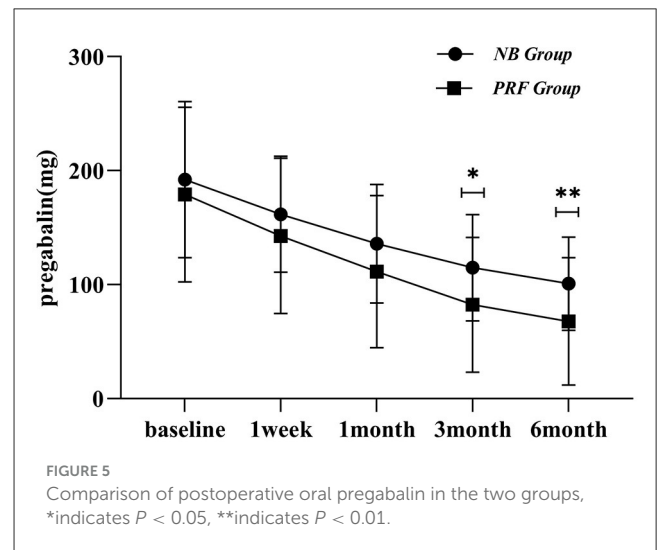 300
200
100
0
pregabalin(mg)
NB Group
PRF Group
*
**
baseline 1week 1month 3month 6month
FIGURE 5
Comparison of postoperative oral pregabalin in the two groups,
*indicates P < 0.05, **indicates P < 0.01.